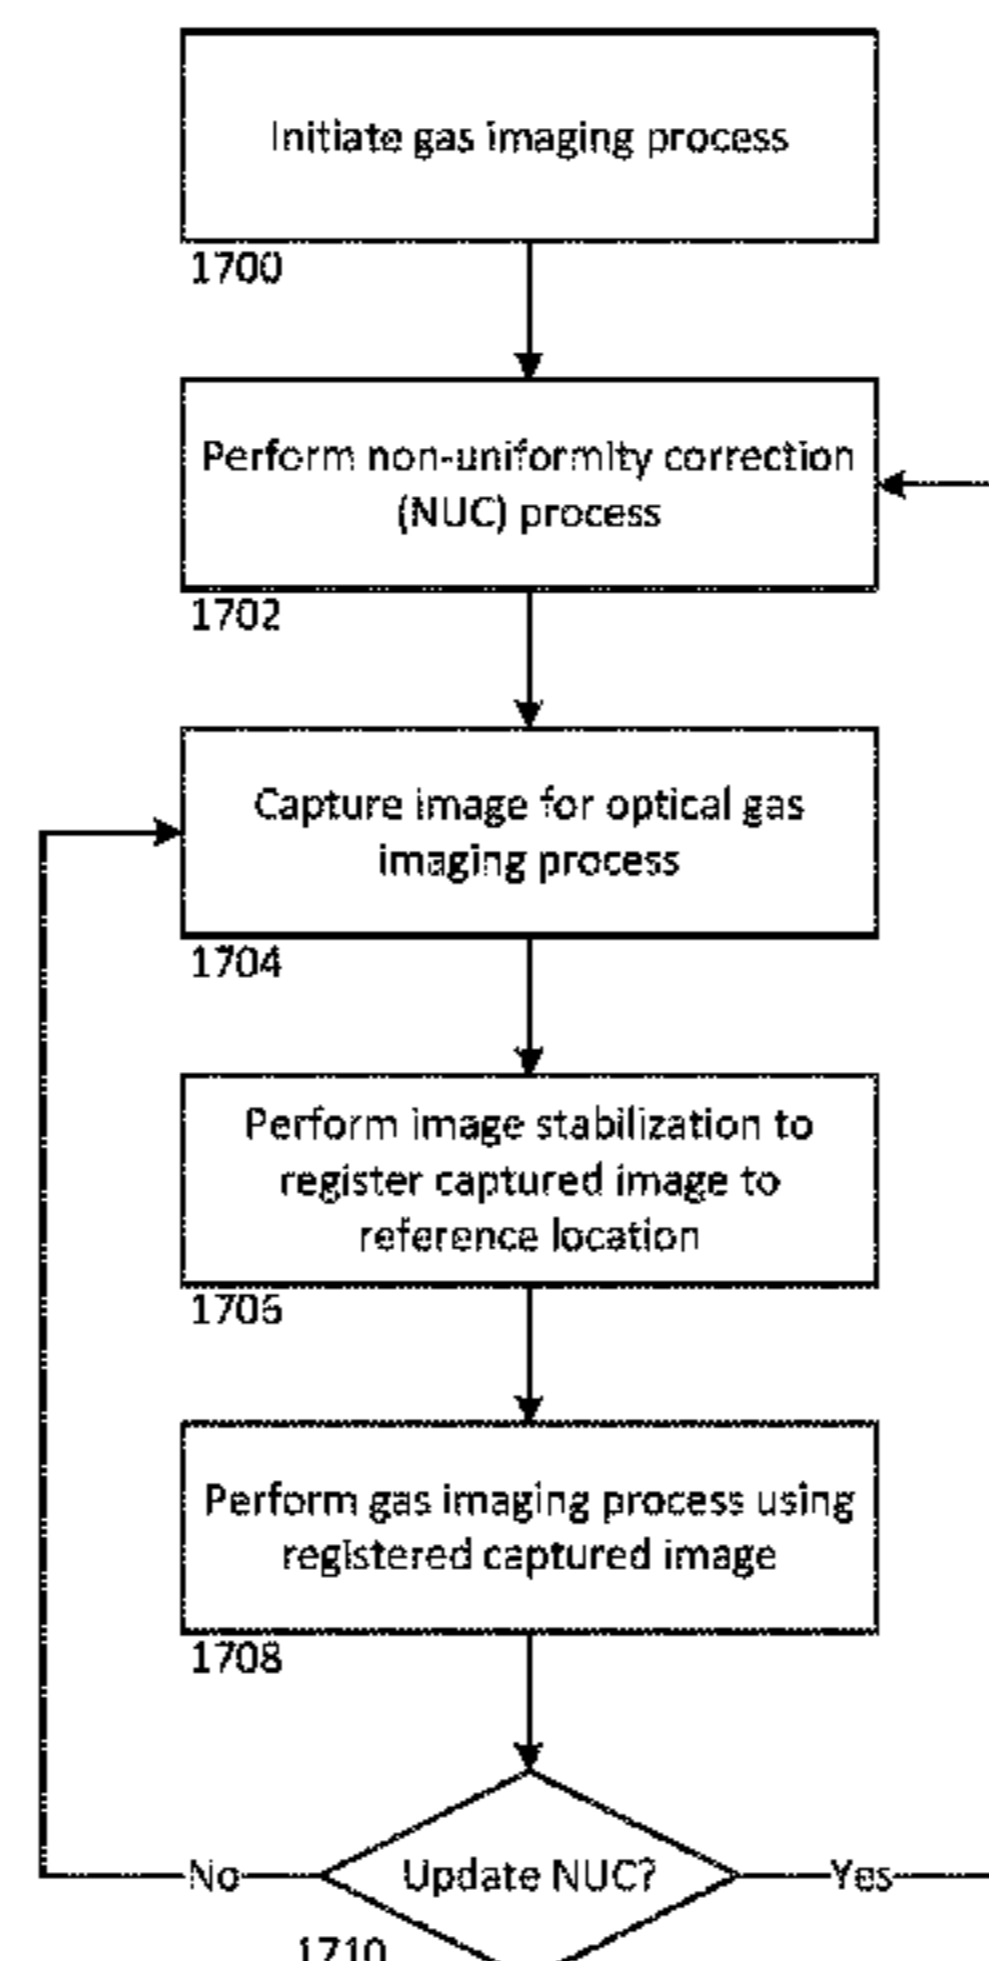 Initiate gas imaging process
1700
Perform non-uniformity correction
(NUC) process
1702
Capture image for optical gas
imaging process
1704
Perform image stabilization to
register captured image to
reference location
1706
Perform gas imaging process using
registered captured image
1708
No
Update NUC?
Yes
1710